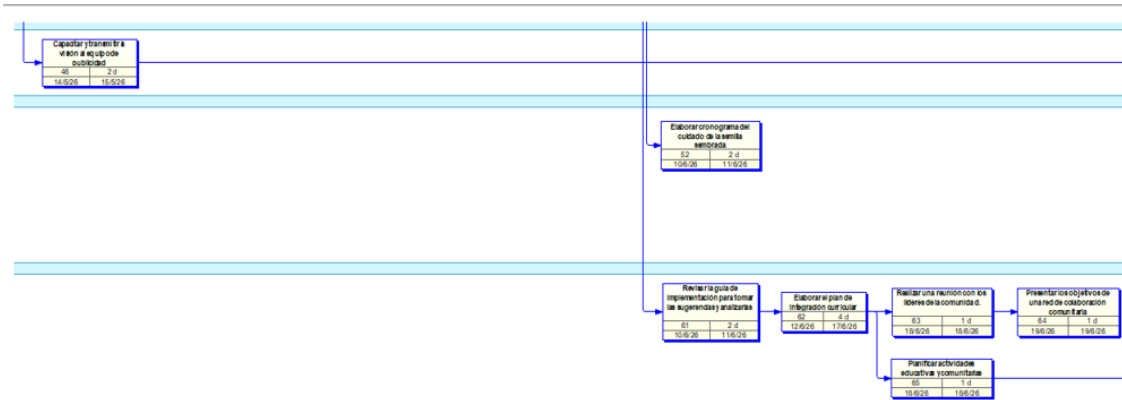 Capacitar y transmitir a
visión al equipo de
publicidad
46 2 d
14/5/26 15/5/26
Elaborar cronograma del
cuidado de la semilla
sembrada
52 2 d
10/6/26 11/6/26
Revisar la guía de
implementación para tomar
las sugerencias y analizarlas
61 2 d
10/6/26 11/6/26
Elaborar el plan de
integración curricular
62 4 d
12/6/26 17/6/26
Realizar una reunión con los
líderes de la comunidad.
63 1 d
18/6/26 18/6/26
Presentar los objetivos de
una red de colaboración
comunitaria
64 1 d
19/6/26 19/6/26
Planificar actividades
educativas y comunitarias
65 1 d
18/6/26 18/6/26